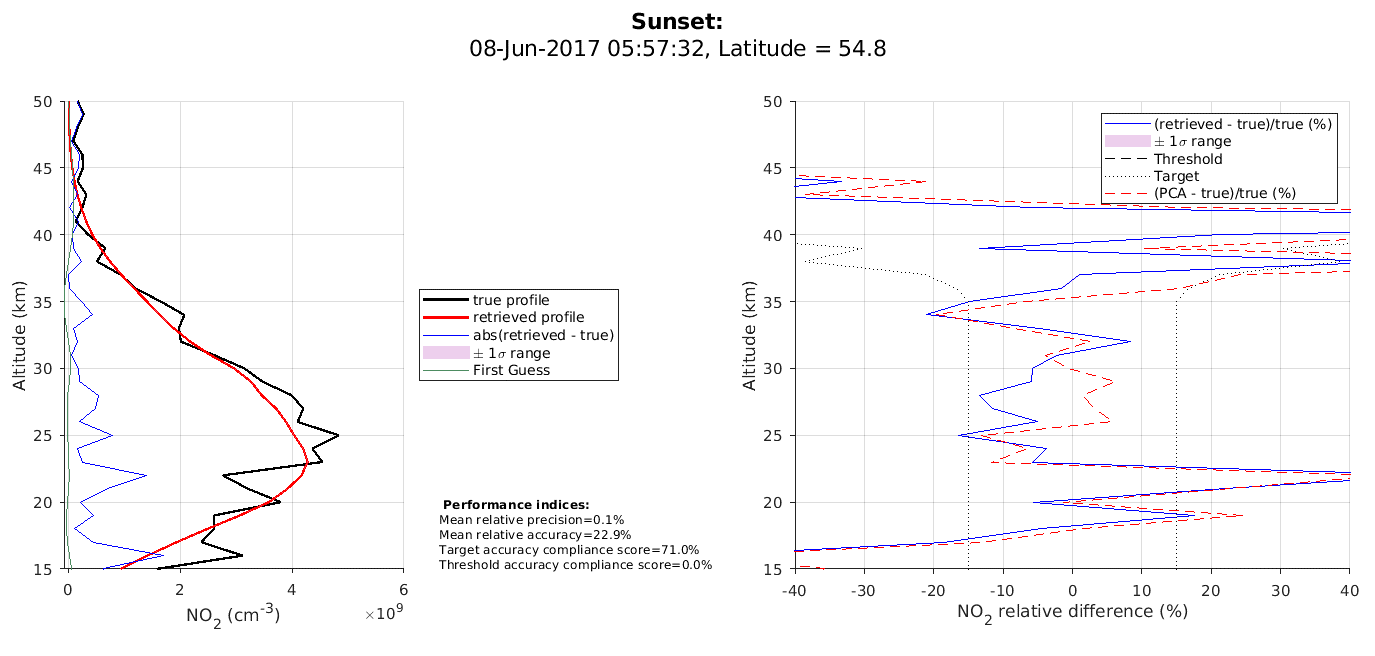 Sunset:
08-Jun-2017 05:57:32, Latitude = 54.8
50
45
40
35
30
25
20
15
Altitude (km)
0 2 4 6
NO2 (cm-3)
×10^9
true profile
retrieved profile
abs(retrieved - true)
± 1σ range
First Guess
Performance indices:
Mean relative precision=0.1%
Mean relative accuracy=22.9%
Target accuracy compliance score=71.0%
Threshold accuracy compliance score=0.0%
50
45
40
35
30
25
20
15
Altitude (km)
-40 -30 -20 -10 0 10 20 30 40
NO2 relative difference (%)
(retrieved - true)/true (%)
± 1σ range
Threshold
Target
(PCA - true)/true (%)